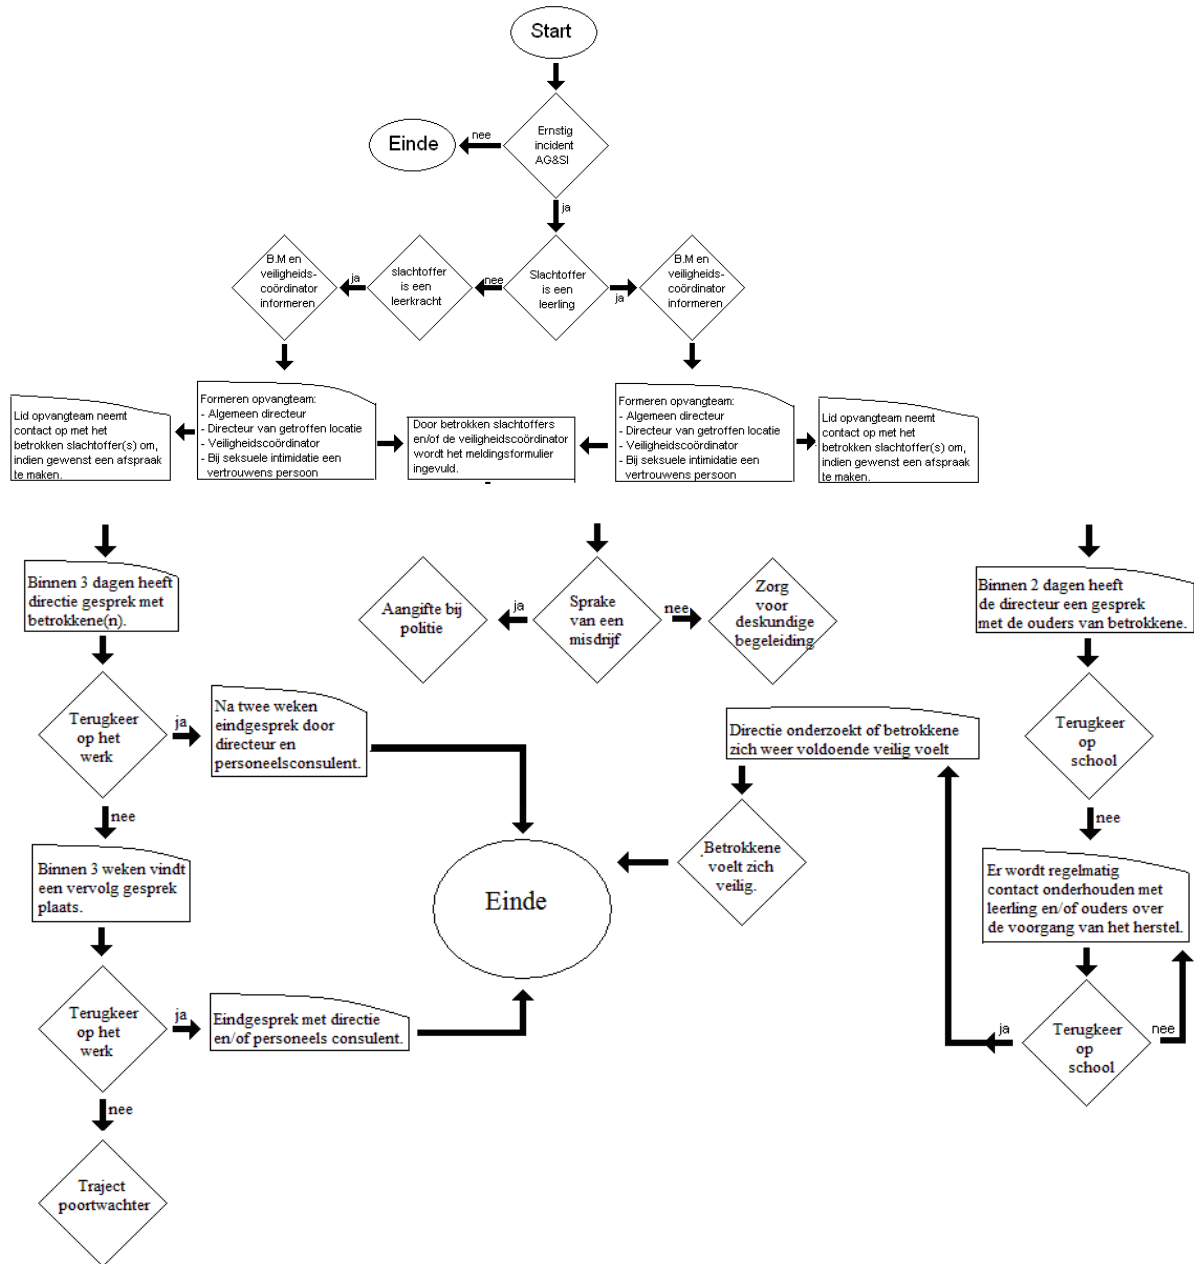 Start
Ernstig
incident
AG&SI
nee
Einde
ja
B.M en
veiligheids-
coördinator
informeren
ja
slachtoffer
is een
leerkracht
nee
Slachtoffer
is een
leerling
ja
B.M en
veiligheids-
coördinator
informeren
Lid opvangteam neemt
contact op met het
betrokken slachtoffer(s) om,
indien gewenst een afspraak
te maken.
Formeren opvangteam:
- Algemeen directeur
- Directeur van getroffen locatie
- Veiligheidscoördinator
- Bij seksuele intimidatie een
vertrouwens persoon
Door betrokken slachtoffers
en/of de veiligheidscoördinator
wordt het meldingsformulier
ingevuld.
Formeren opvangteam:
- Algemeen directeur
- Directeur van getroffen locatie
- Veiligheidscoördinator
- Bij seksuele intimidatie een
vertrouwens persoon
Lid opvangteam neemt
contact op met het
betrokken slachtoffer(s) om,
indien gewenst een afspraak
te maken.
Binnen 3 dagen heeft
directie gesprek met
betrokkene(n).
Aangifte bij
politie
ja
Sprake
van een
misdrijf
nee
Zorg
voor
deskundige
begeleiding
Binnen 2 dagen heeft
de directeur een gesprek
met de ouders van betrokkene.
Terugkeer
op het
werk
ja
Na twee weken
eindgesprek door
directeur en
personeelsconsulent.
Directie onderzoekt of betrokkene
zich weer voldoende veilig voelt
Terugkeer
op
school
nee
nee
Binnen 3 weken vindt
een vervolg gesprek
plaats.
Einde
Betrokkene
voelt zich
veilig.
Er wordt regelmatig
contact onderhouden met
leerling en/of ouders over
de voorgang van het herstel.
Terugkeer
op het
werk
ja
Eindgesprek met directie
en/of personeels consulent.
ja
Terugkeer
op
school
nee
nee
Traject
poortwachter